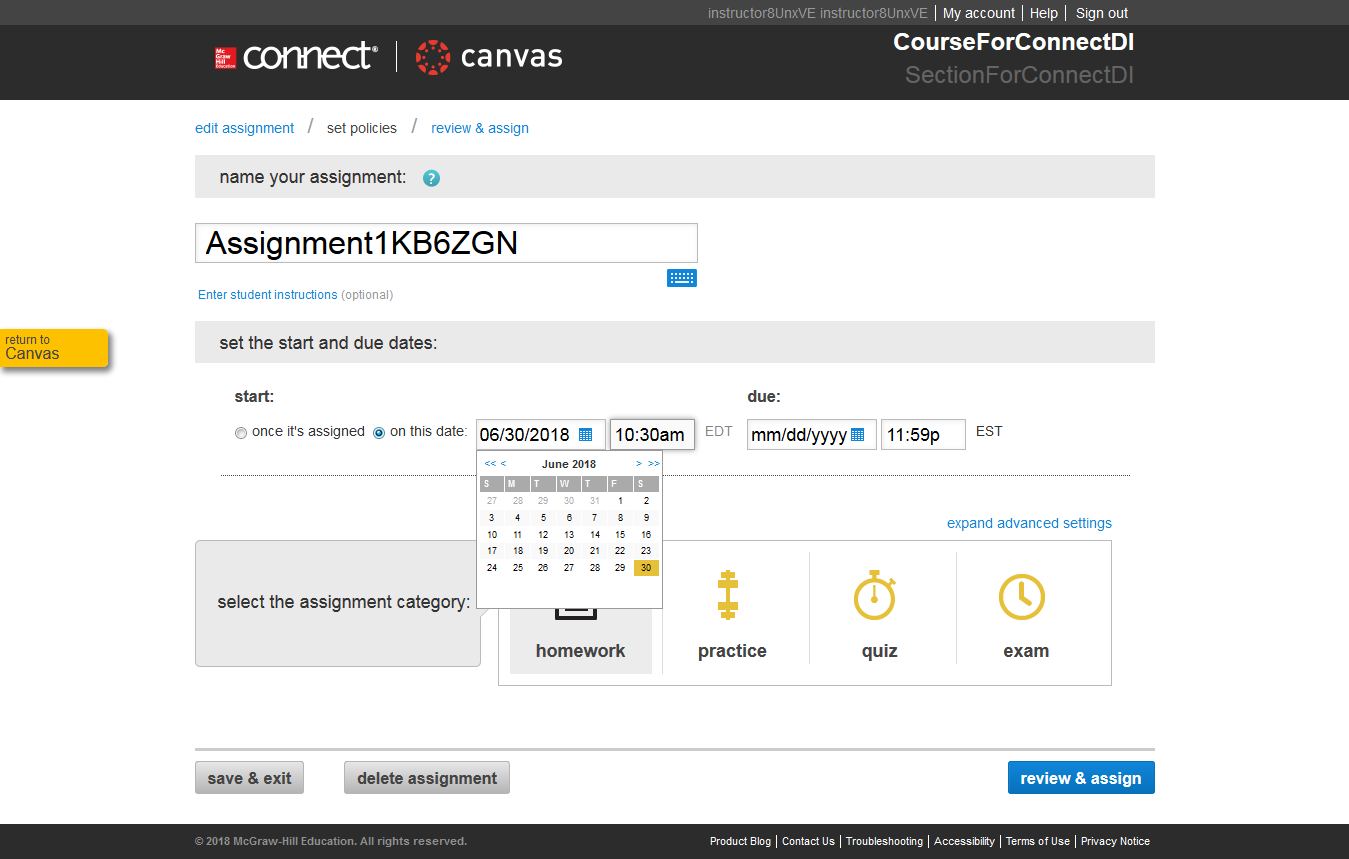 instructor8UnxVE instructor8UnxVE My account Help Sign out
Mc Graw Hill Education connect® canvas
CourseForConnectDI
SectionForConnectDI
edit assignment / set policies / review & assign
name your assignment: ?
Assignment1KB6ZGN
Enter student instructions (optional)
return to
Canvas
set the start and due dates:
start: due:
once it's assigned on this date: 06/30/2018 10:30am EDT mm/dd/yyyy 11:59p EST
<< < June 2018 > >>
S M T W T F S
27 28 29 30 31 1 2
3 4 5 6 7 8 9
10 11 12 13 14 15 16
17 18 19 20 21 22 23
24 25 26 27 28 29 30
expand advanced settings
select the assignment category:
homework practice quiz exam
save & exit delete assignment review & assign
© 2018 McGraw-Hill Education. All rights reserved. Product Blog Contact Us Troubleshooting Accessibility Terms of Use Privacy Notice